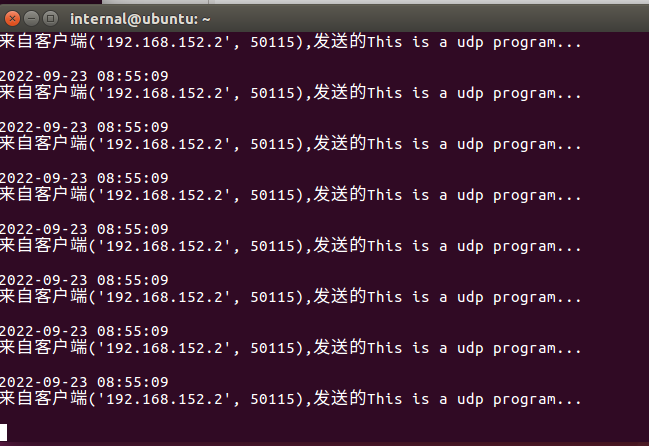 internal@ubuntu: ~
来自客户端('192.168.152.2', 50115),发送的This is a udp program...
2022-09-23 08:55:09
来自客户端('192.168.152.2', 50115),发送的This is a udp program...
2022-09-23 08:55:09
来自客户端('192.168.152.2', 50115),发送的This is a udp program...
2022-09-23 08:55:09
来自客户端('192.168.152.2', 50115),发送的This is a udp program...
2022-09-23 08:55:09
来自客户端('192.168.152.2', 50115),发送的This is a udp program...
2022-09-23 08:55:09
来自客户端('192.168.152.2', 50115),发送的This is a udp program...
2022-09-23 08:55:09
来自客户端('192.168.152.2', 50115),发送的This is a udp program...
2022-09-23 08:55:09
来自客户端('192.168.152.2', 50115),发送的This is a udp program...